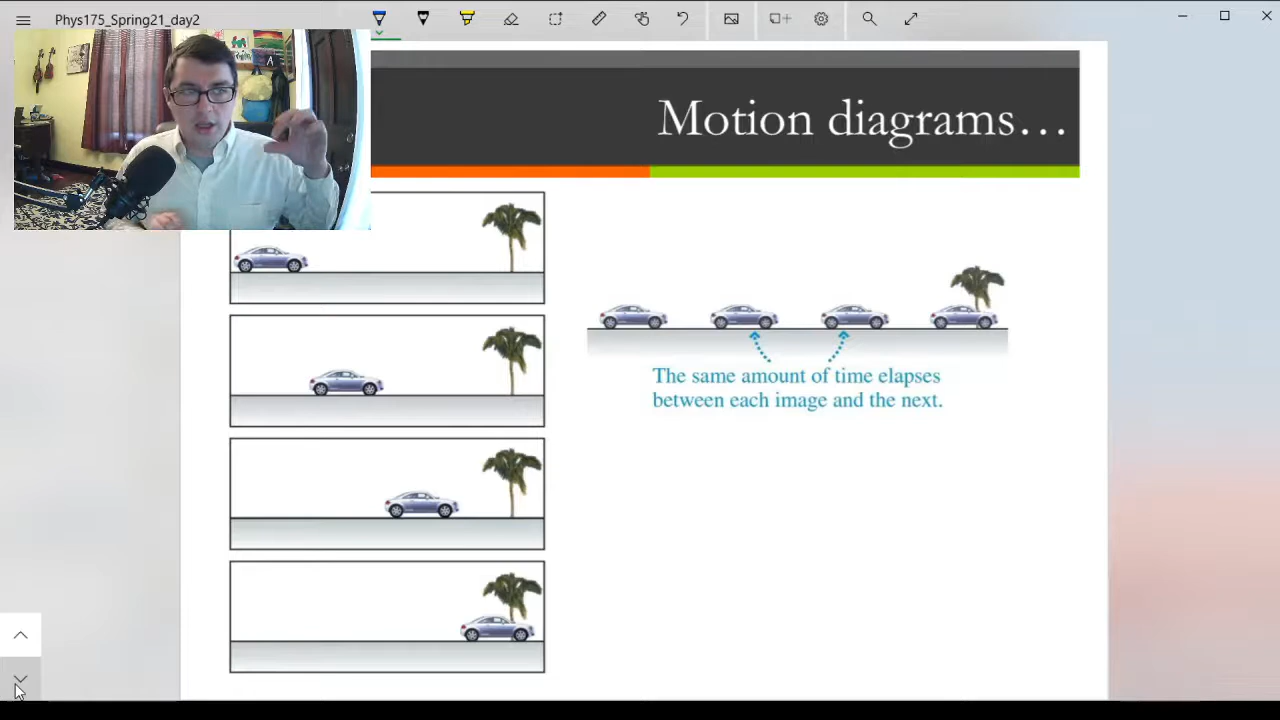 Phys175_Spring21_day2
Motion diagrams...
The same amount of time elapses
between each image and the next.